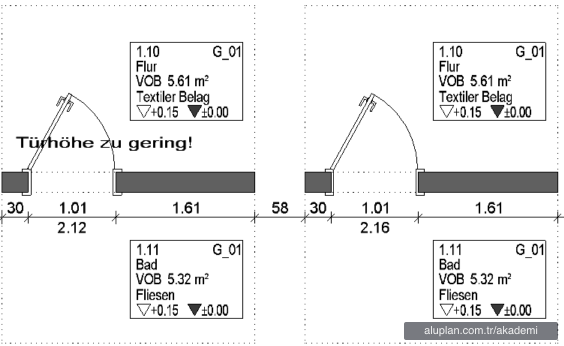 1.10 G_01
Flur
VOB 5.61 m²
Textiler Belag
▽+0.15 ▼±0.00
1.10 G_01
Flur
VOB 5.61 m²
Textiler Belag
▽+0.15 ▼±0.00
Türhöhe zu gering!
30 1.01 1.61 58 30 1.01 1.61
2.12 2.16
1.11 G_01
Bad
VOB 5.32 m²
Fliesen
▽+0.15 ▼±0.00
1.11 G_01
Bad
VOB 5.32 m²
Fliesen
▽+0.15 ▼±0.00
aluplan.com.tr/akademi